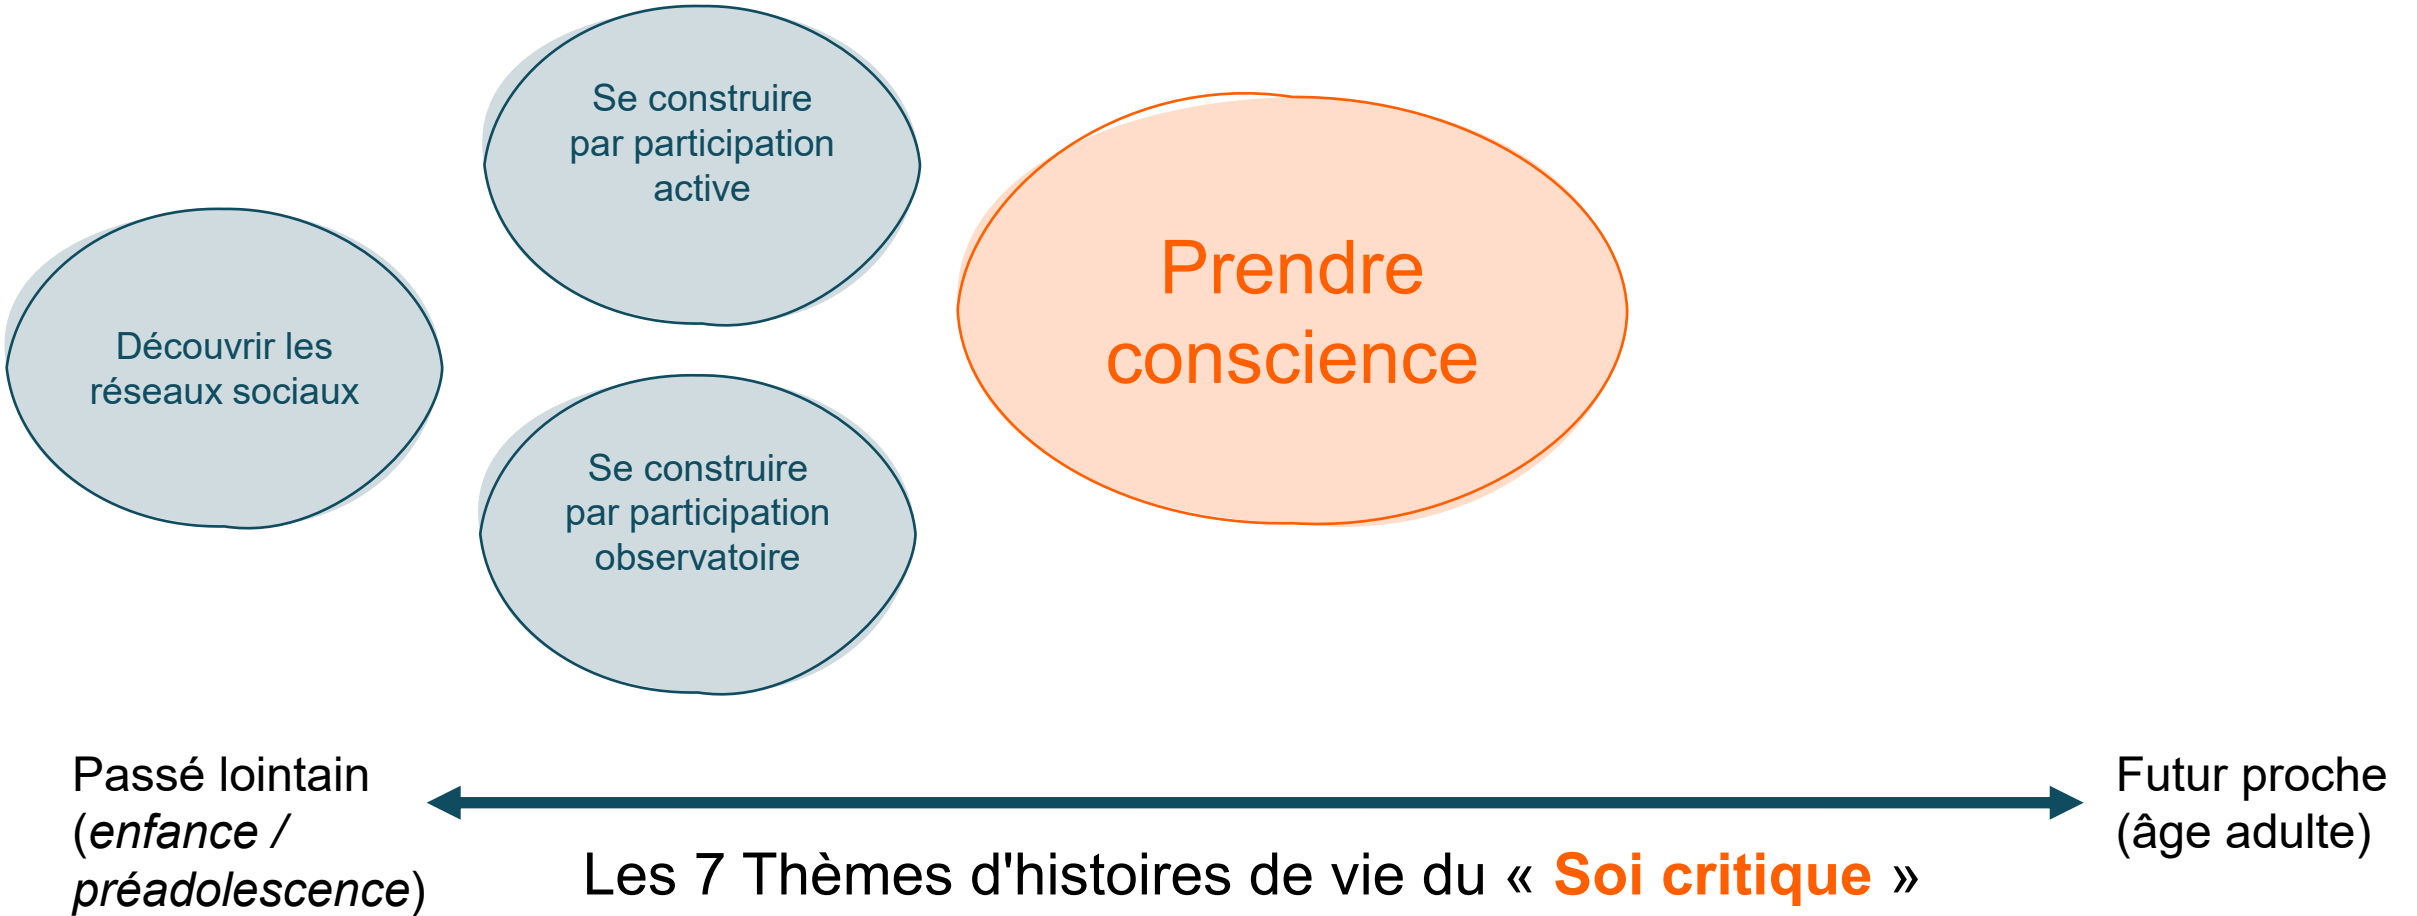 Se construire
par participation
active
Découvrir les
réseaux sociaux
Se construire
par participation
observatoire
Prendre
conscience
Passé lointain
(enfance /
préadolescence)
Futur proche
(âge adulte)
Les 7 Thèmes d'histoires de vie du « Soi critique »